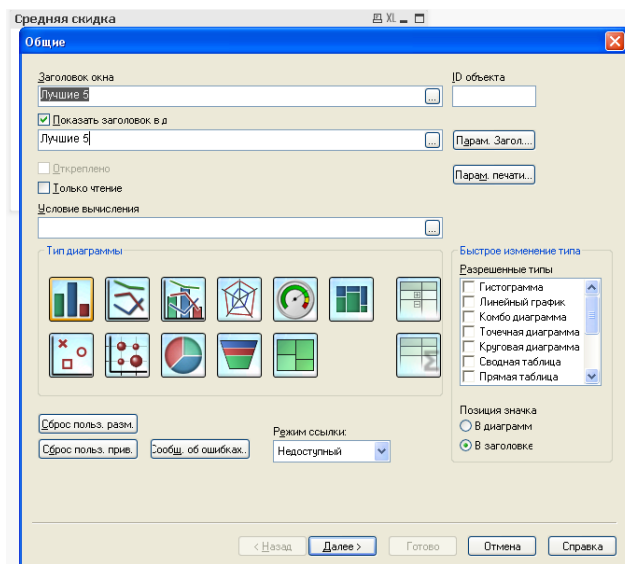 Средняя скидка
XL
Общие
Заголовок окна
ID объекта
Лучшие 5
...
Показать заголовок в д
Лучшие 5
...
Парам. Загол....
Откреплено
Парам. печати...
Только чтение
Условие вычисления
...
Тип диаграммы
Быстрое изменение типа
Разрешенные типы
Гистограмма
Линейный график
Комбо диаграмма
Точечная диаграмма
Круговая диаграмма
Сводная таблица
Прямая таблица
Позиция значка
В диаграмм
В заголовке
Сброс польз. разм.
Режим ссылки:
Сброс польз. прив.
Сообщ. об ошибках..
Недоступный
< Назад
Далее >
Готово
Отмена
Справка